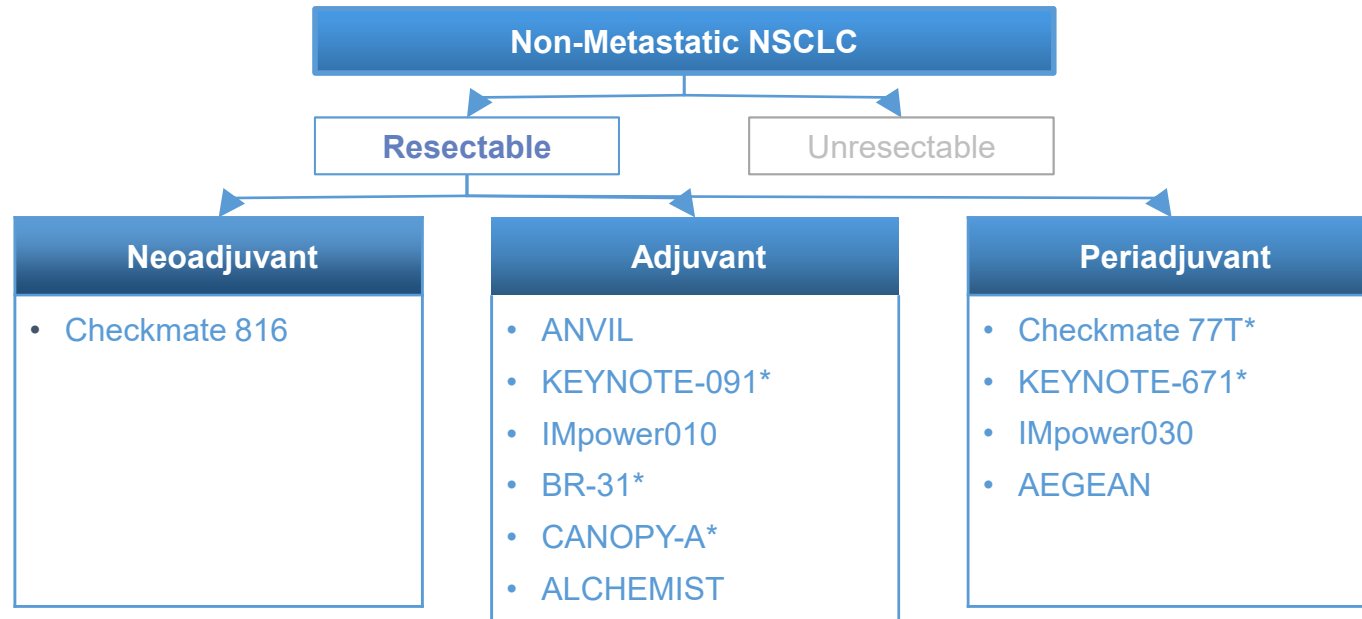 Non-Metastatic NSCLC
Resectable
Unresectable
Neoadjuvant
• Checkmate 816
Adjuvant
• ANVIL
• KEYNOTE-091*
• IMpower010
• BR-31*
• CANOPY-A*
• ALCHEMIST
Periadjuvant
• Checkmate 77T*
• KEYNOTE-671*
• IMpower030
• AEGEAN